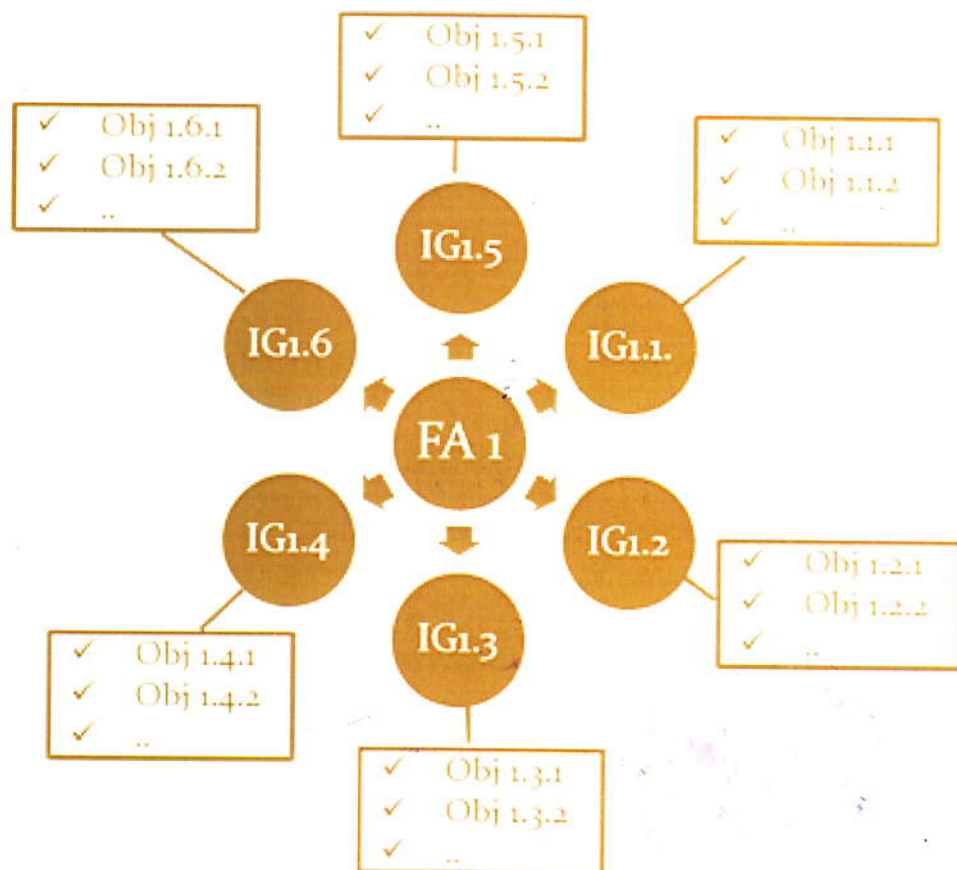 Obj 1.5.1
Obj 1.5.2
..
Obj 1.6.1
Obj 1.6.2
..
Obj 1.1.1
Obj 1.1.2
..
IG1.5
IG1.6
IG1.1.
FA 1
IG1.4
IG1.2
Obj 1.2.1
Obj 1.2.2
..
IG1.3
Obj 1.4.1
Obj 1.4.2
..
Obj 1.3.1
Obj 1.3.2
..